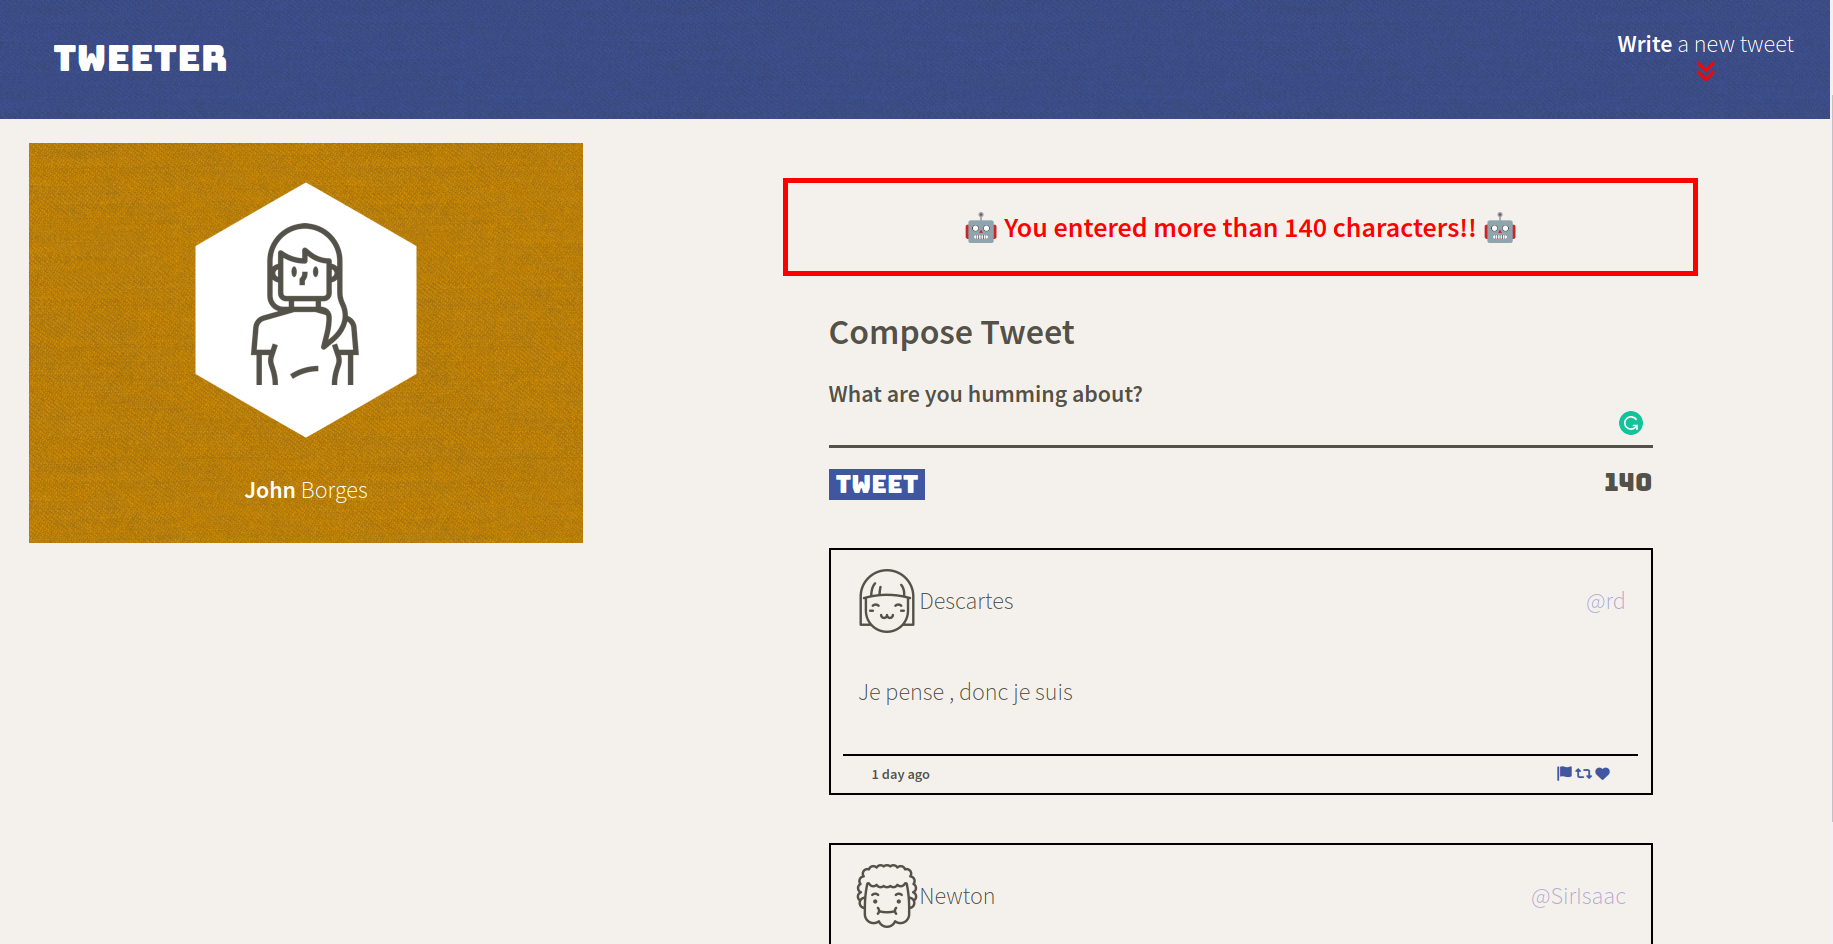 TWEETER
Write a new tweet
John Borges
🤖 You entered more than 140 characters!! 🤖
Compose Tweet
What are you humming about?
TWEET
140
Descartes
@rd
Je pense , donc je suis
1 day ago
Newton
@SirIsaac